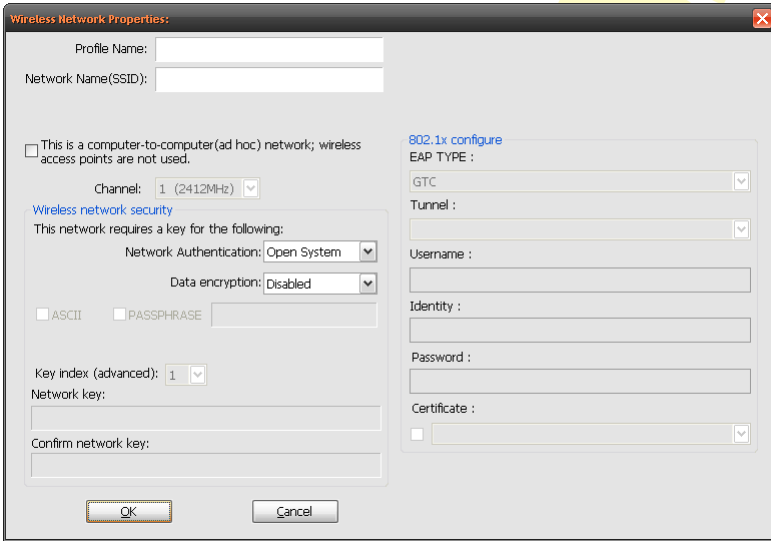 Wireless Network Properties:
Profile Name:
Network Name(SSID):
This is a computer-to-computer(ad hoc) network; wireless
access points are not used.
Channel: 1 (2412MHz)
Wireless network security
This network requires a key for the following:
Network Authentication: Open System
Data encryption: Disabled
ASCII PASSPHRASE
Key index (advanced): 1
Network key:
Confirm network key:
802.1x configure
EAP TYPE :
GTC
Tunnel :
Username :
Identity :
Password :
Certificate :
OK Cancel